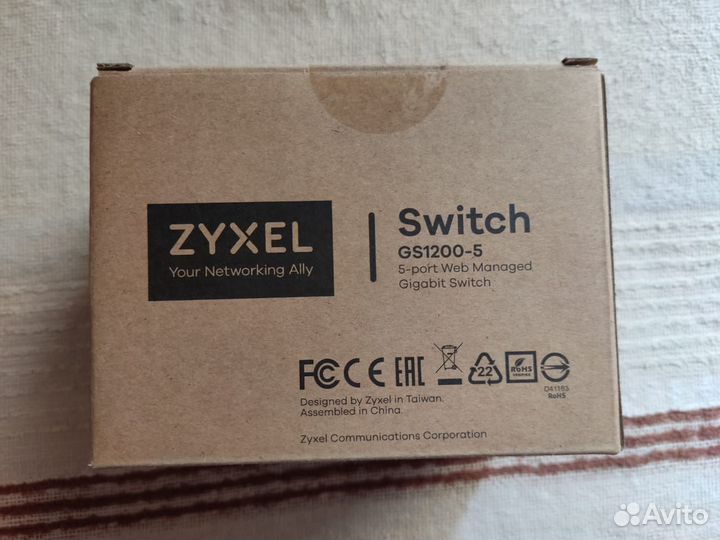 ZYXEL
Your Networking Ally
Switch
GS1200-5
5-port Web Managed
Gigabit Switch
FC CE EAC
22
RoHS
D41183
RoHS
Designed by Zyxel in Taiwan.
Assembled in China.
Zyxel Communications Corporation
Avito